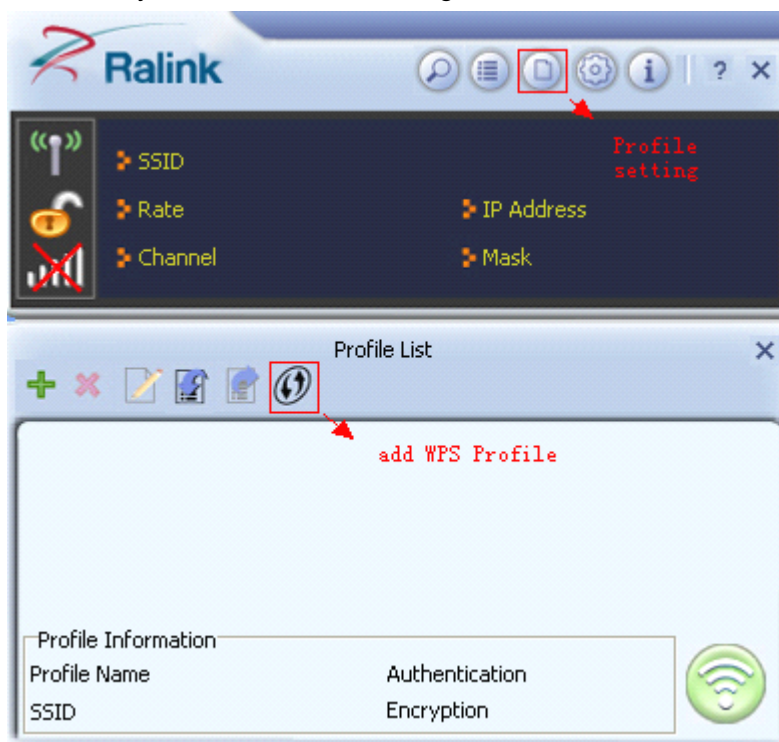 Ralink
i ? ×
Profile
setting
SSID
Rate
IP Address
Channel
Mask
Profile List
×
add WPS Profile
Profile Information
Profile Name
Authentication
SSID
Encryption